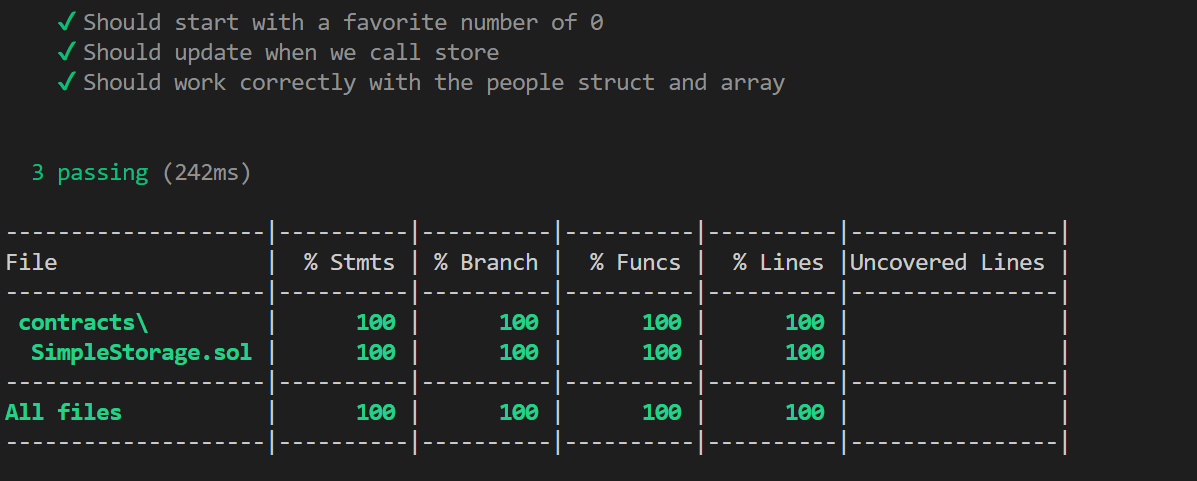 ✓ Should start with a favorite number of 0
✓ Should update when we call store
✓ Should work correctly with the people struct and array
3 passing (242ms)
--------------------|----------|----------|----------|----------|----------------|
File                |  % Stmts | % Branch |  % Funcs |  % Lines |Uncovered Lines |
--------------------|----------|----------|----------|----------|----------------|
 contracts\         |      100 |      100 |      100 |      100 |                |
  SimpleStorage.sol |      100 |      100 |      100 |      100 |                |
--------------------|----------|----------|----------|----------|----------------|
All files           |      100 |      100 |      100 |      100 |                |
--------------------|----------|----------|----------|----------|----------------|